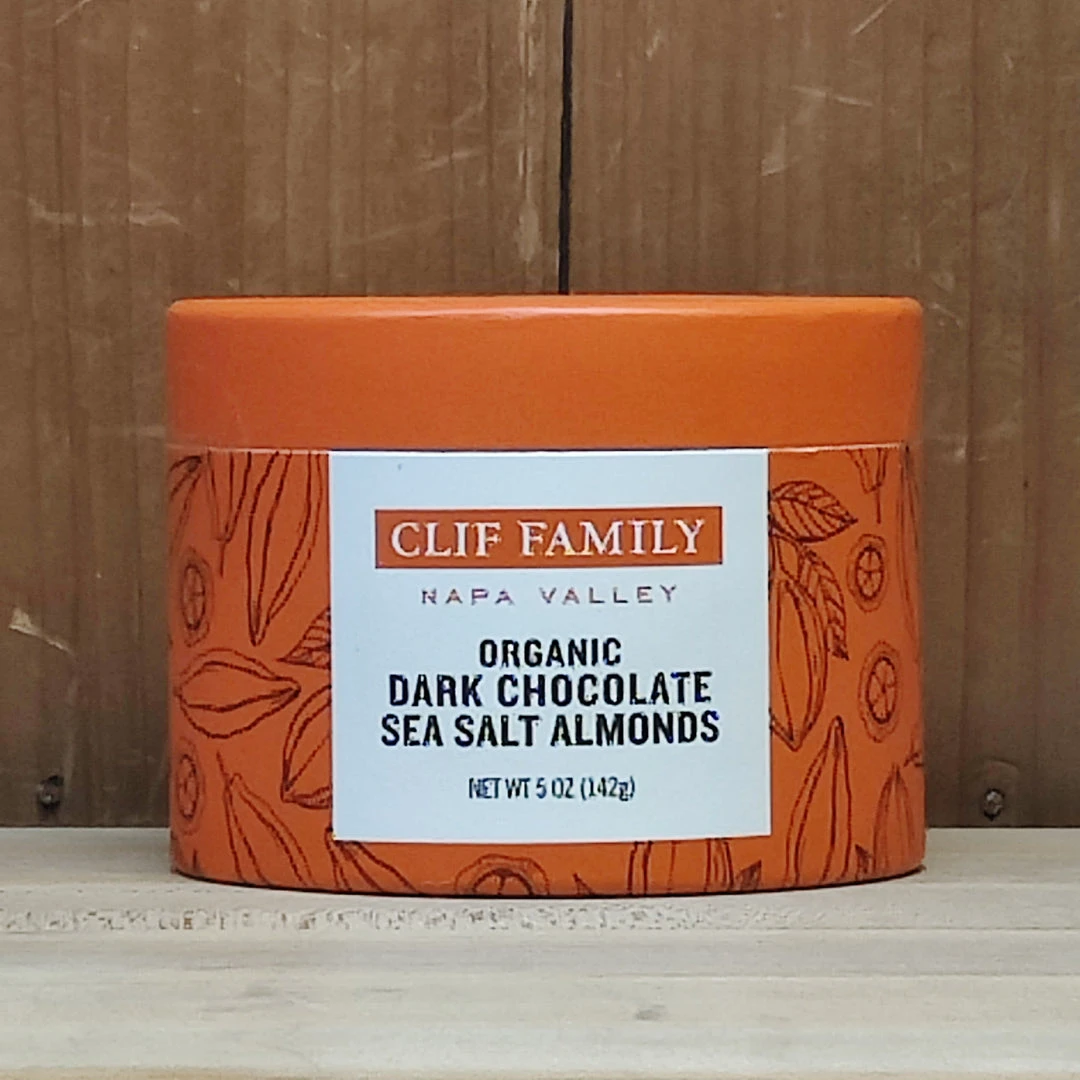 CLIF FAMILY
NAPA VALLEY
ORGANIC
DARK CHOCOLATE
SEA SALT ALMONDS
NET WT 5 OZ (142g)